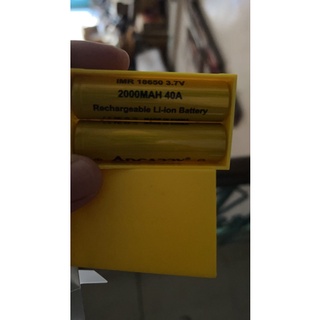 IMR 18650 3.7V
2000MAH 40A
Rechargeable Li-ion Battery